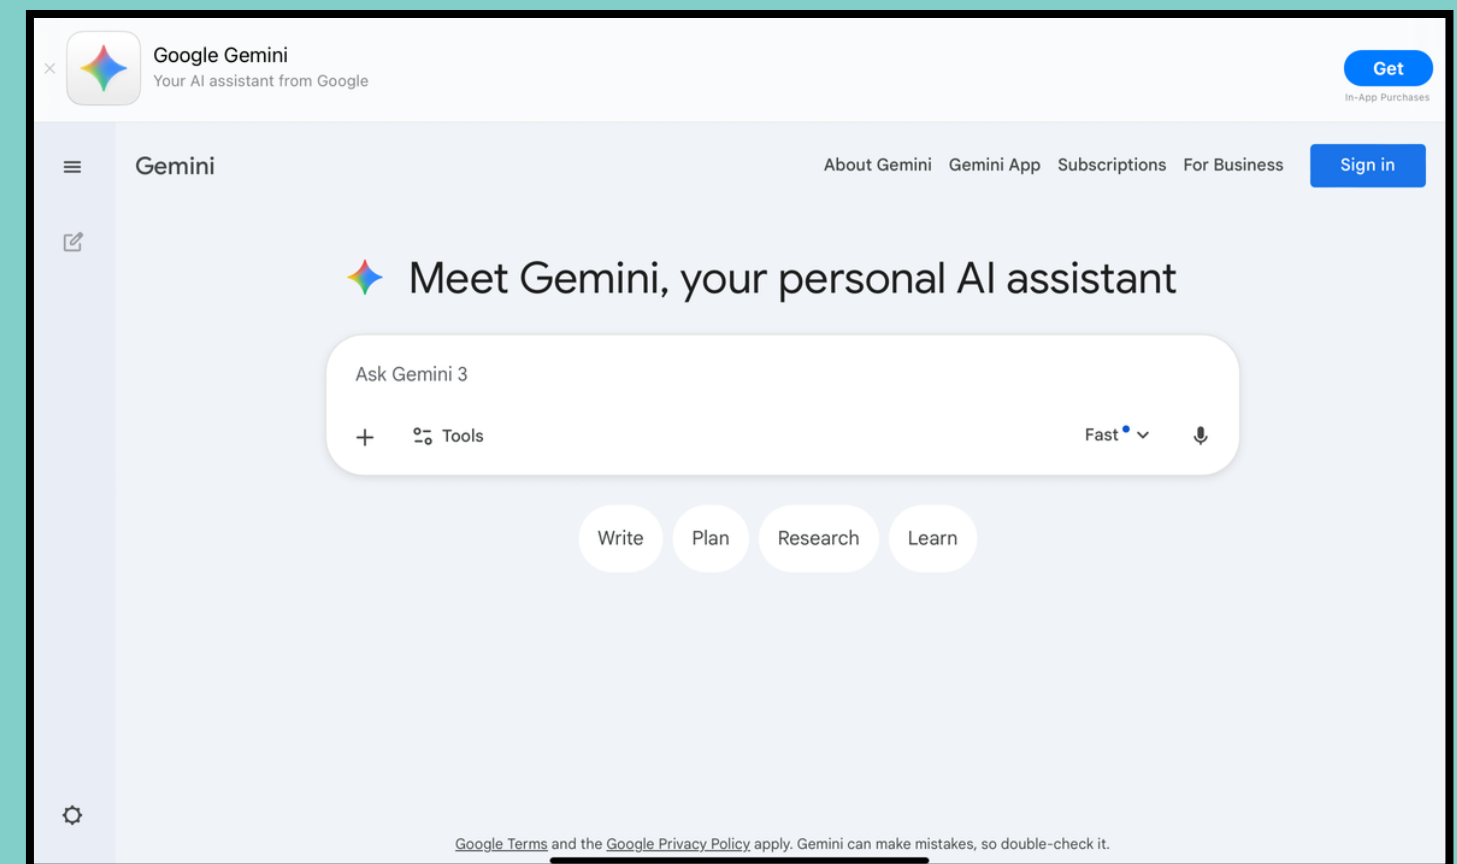 Google Gemini
Your AI assistant from Google
Get
In-App Purchases
Gemini
About Gemini Gemini App Subscriptions For Business Sign in
Meet Gemini, your personal AI assistant
Ask Gemini 3
Tools
Fast
Write Plan Research Learn
Google Terms and the Google Privacy Policy apply. Gemini can make mistakes, so double-check it.